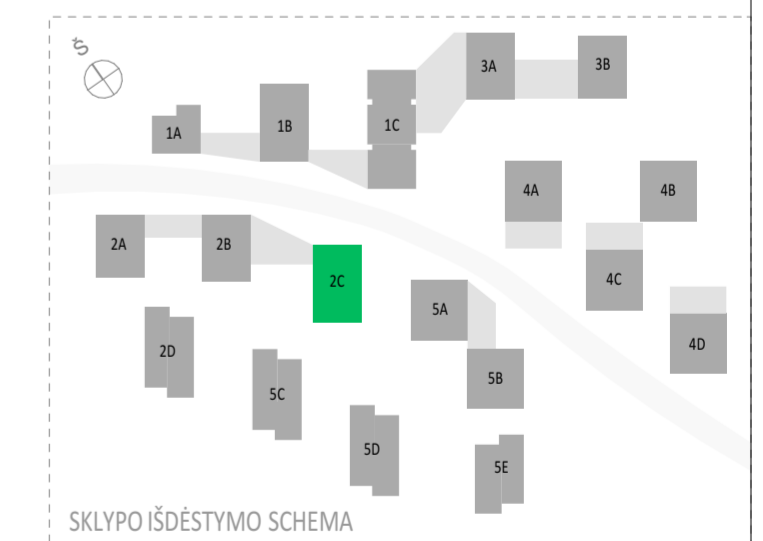 Š
3A
3B
1A
1B
1C
4A
4B
2A
2B
2C
4C
5A
4D
2D
5B
5C
5D
5E
SKLYPO IŠDĖSTYMO SCHEMA